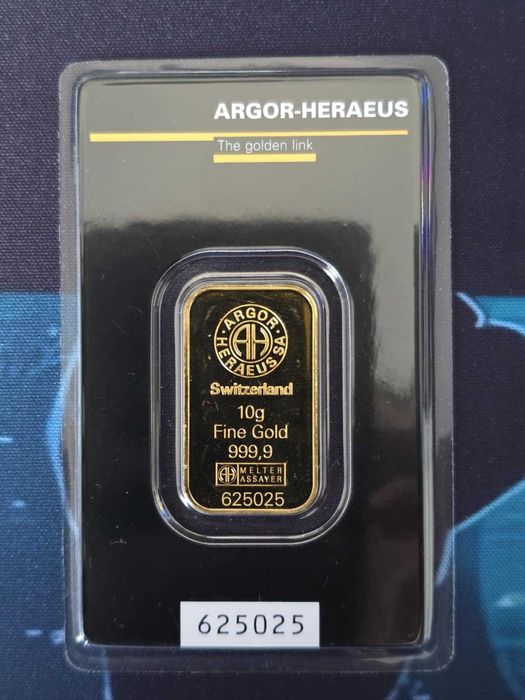 ARGOR-HERAEUS
The golden link
ARGOR
AH
HERAEUS SA
Switzerland
10g
Fine Gold
999,9
AH MELTER
ASSAYER
625025
625025